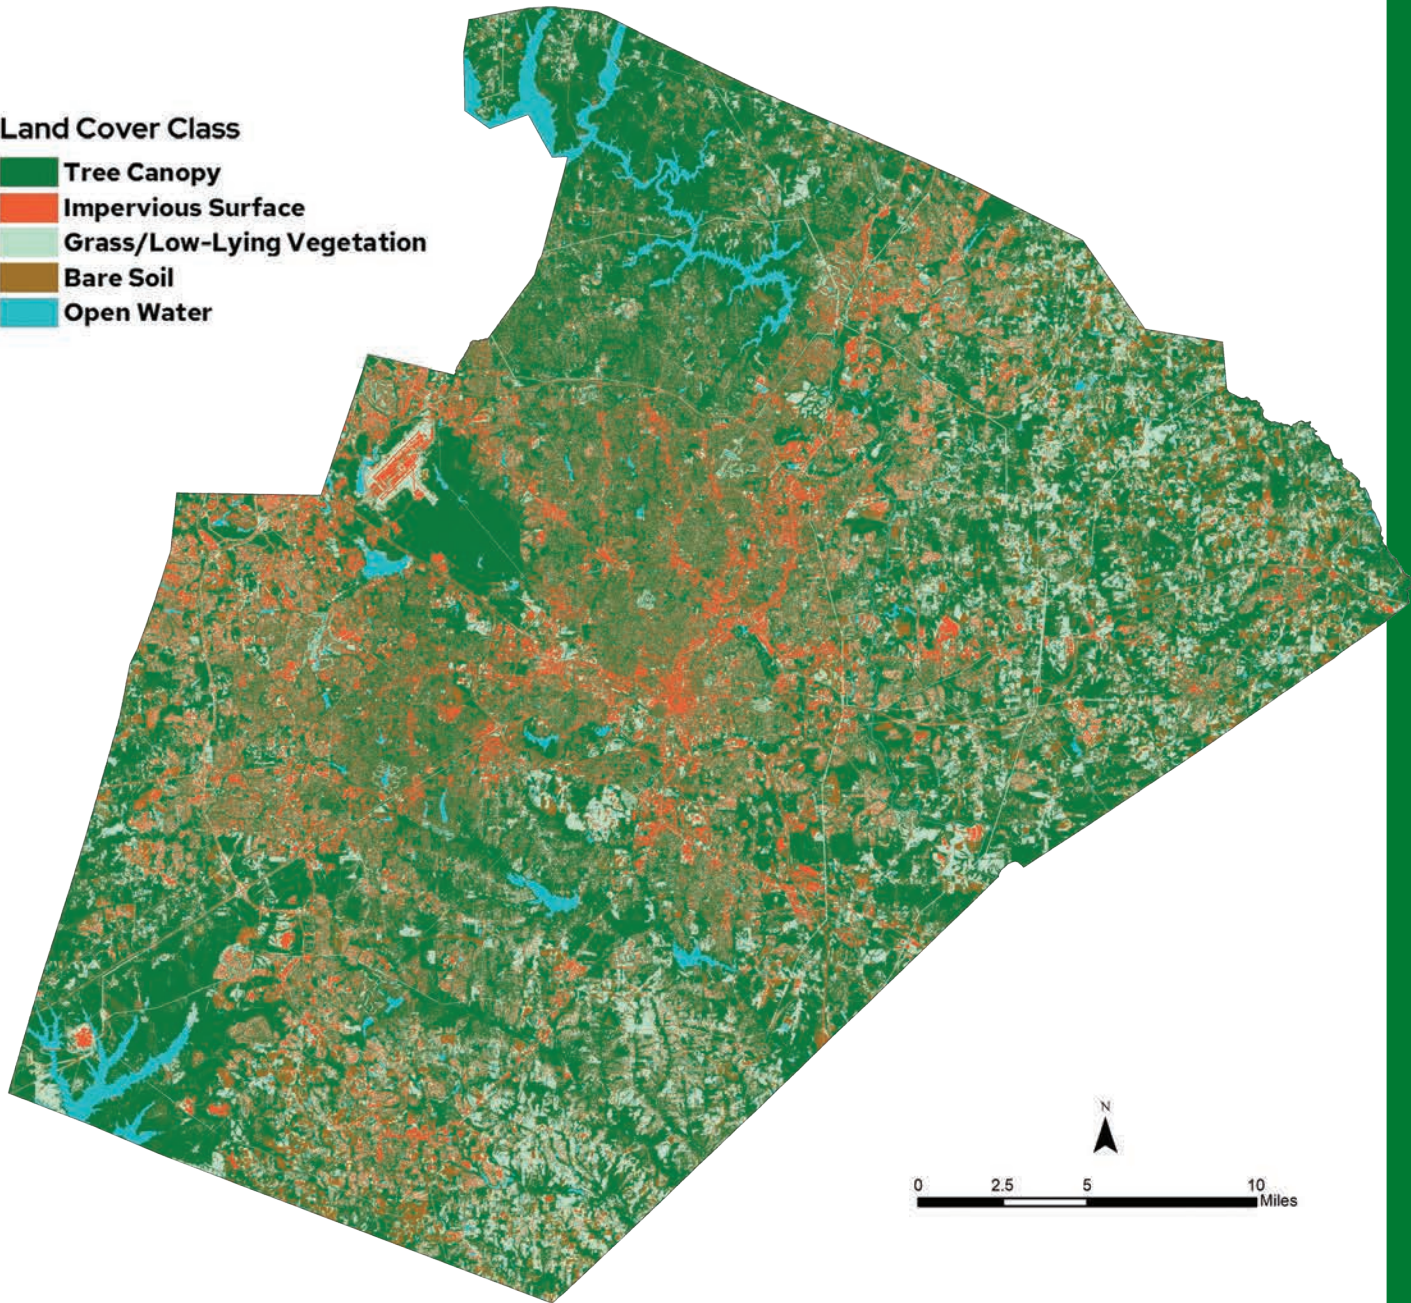 Land Cover Class
Tree Canopy
Impervious Surface
Grass/Low-Lying Vegetation
Bare Soil
Open Water
N
0 2.5 5 10
Miles